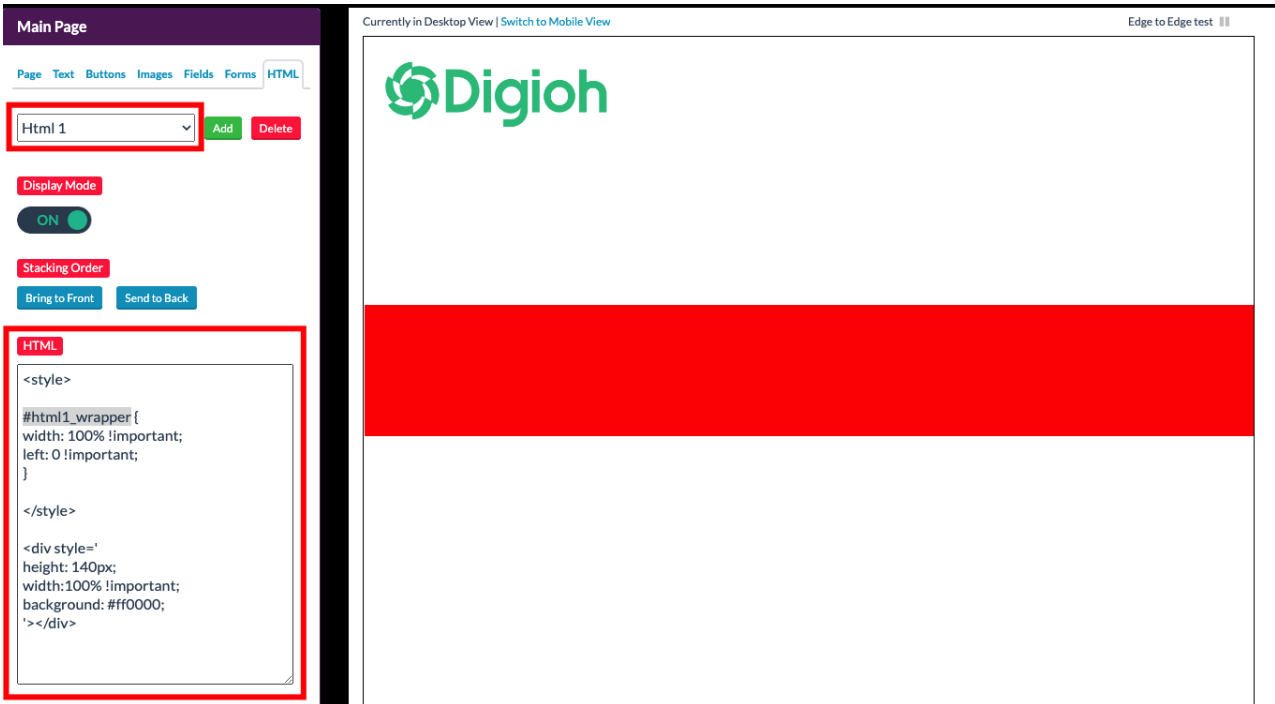 Main Page
Currently in Desktop View | Switch to Mobile View
Edge to Edge test
Page Text Buttons Images Fields Forms HTML
Html 1
Add
Delete
Display Mode
ON
Stacking Order
Bring to Front
Send to Back
HTML
<style>
#html1_wrapper {
width: 100% !important;
left: 0 !important;
}
</style>
<div style='
height: 140px;
width:100% !important;
background: #ff0000;
'></div>
Digioh